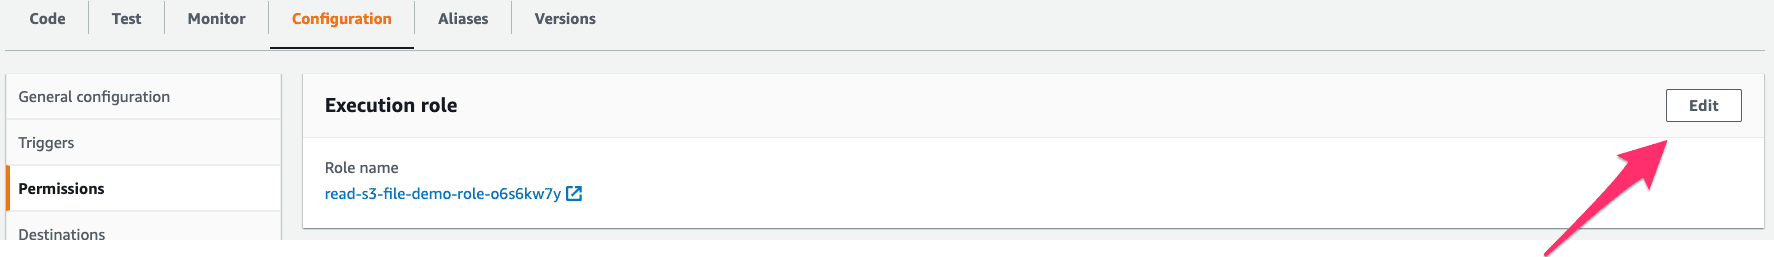 Code Test Monitor Configuration Aliases Versions
General configuration
Triggers
Permissions
Destinations
Execution role
Edit
Role name
read-s3-file-demo-role-o6s6kw7y